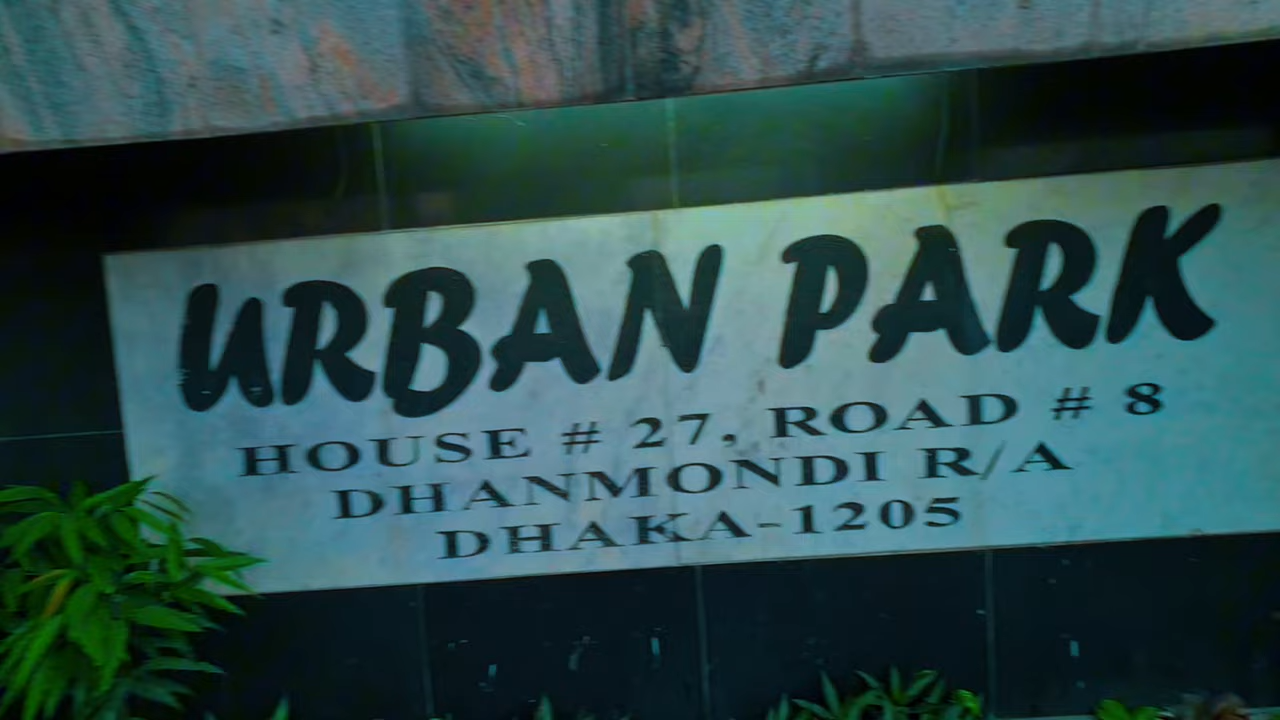 URBAN PARK
HOUSE # 27, ROAD # 8
DHANMONDI R/A
DHAKA-1205